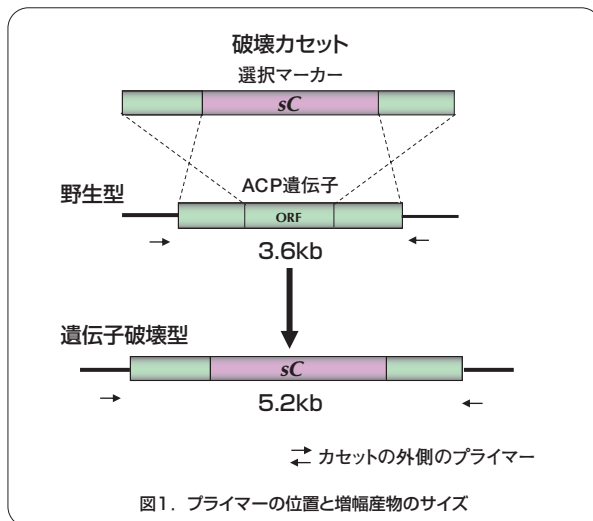 破壊カセット
選択マーカー
sC
ACP遺伝子
野生型
ORF
3.6kb
遺伝子破壊型
sC
5.2kb
カセットの外側のプライマー
図1．プライマーの位置と増幅産物のサイズ